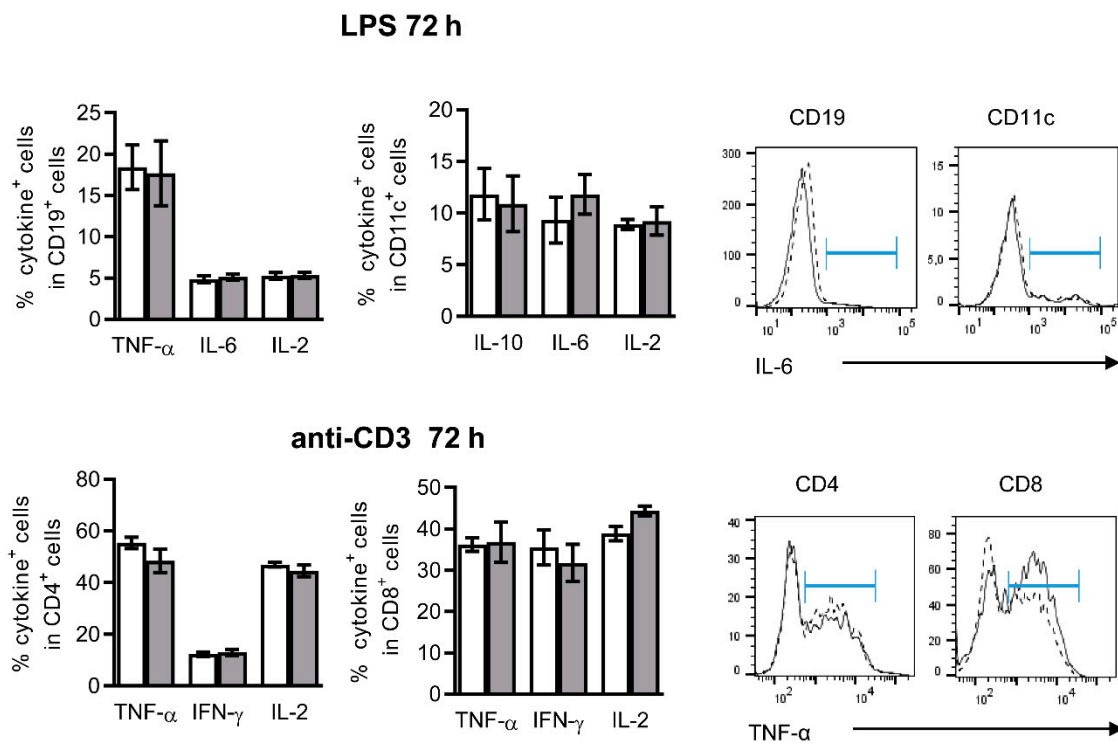 LPS 72 h
% cytokine⁺ cells
in CD19⁺ cells
25
20
15
10
5
0
TNF-α IL-6 IL-2
% cytokine⁺ cells
in CD11c⁺ cells
20
15
10
5
0
IL-10 IL-6 IL-2
CD19
300
200
100
0
10¹ 10³ 10⁵
CD11c
15
10
5,0
0
10¹ 10³ 10⁵
IL-6
anti-CD3 72 h
% cytokine⁺ cells
in CD4⁺ cells
80
60
40
20
0
TNF-α IFN-γ IL-2
% cytokine⁺ cells
in CD8⁺ cells
50
40
30
20
10
0
TNF-α IFN-γ IL-2
CD4
40
30
20
10
0
10² 10⁴
CD8
80
60
40
20
0
10² 10⁴
TNF-α